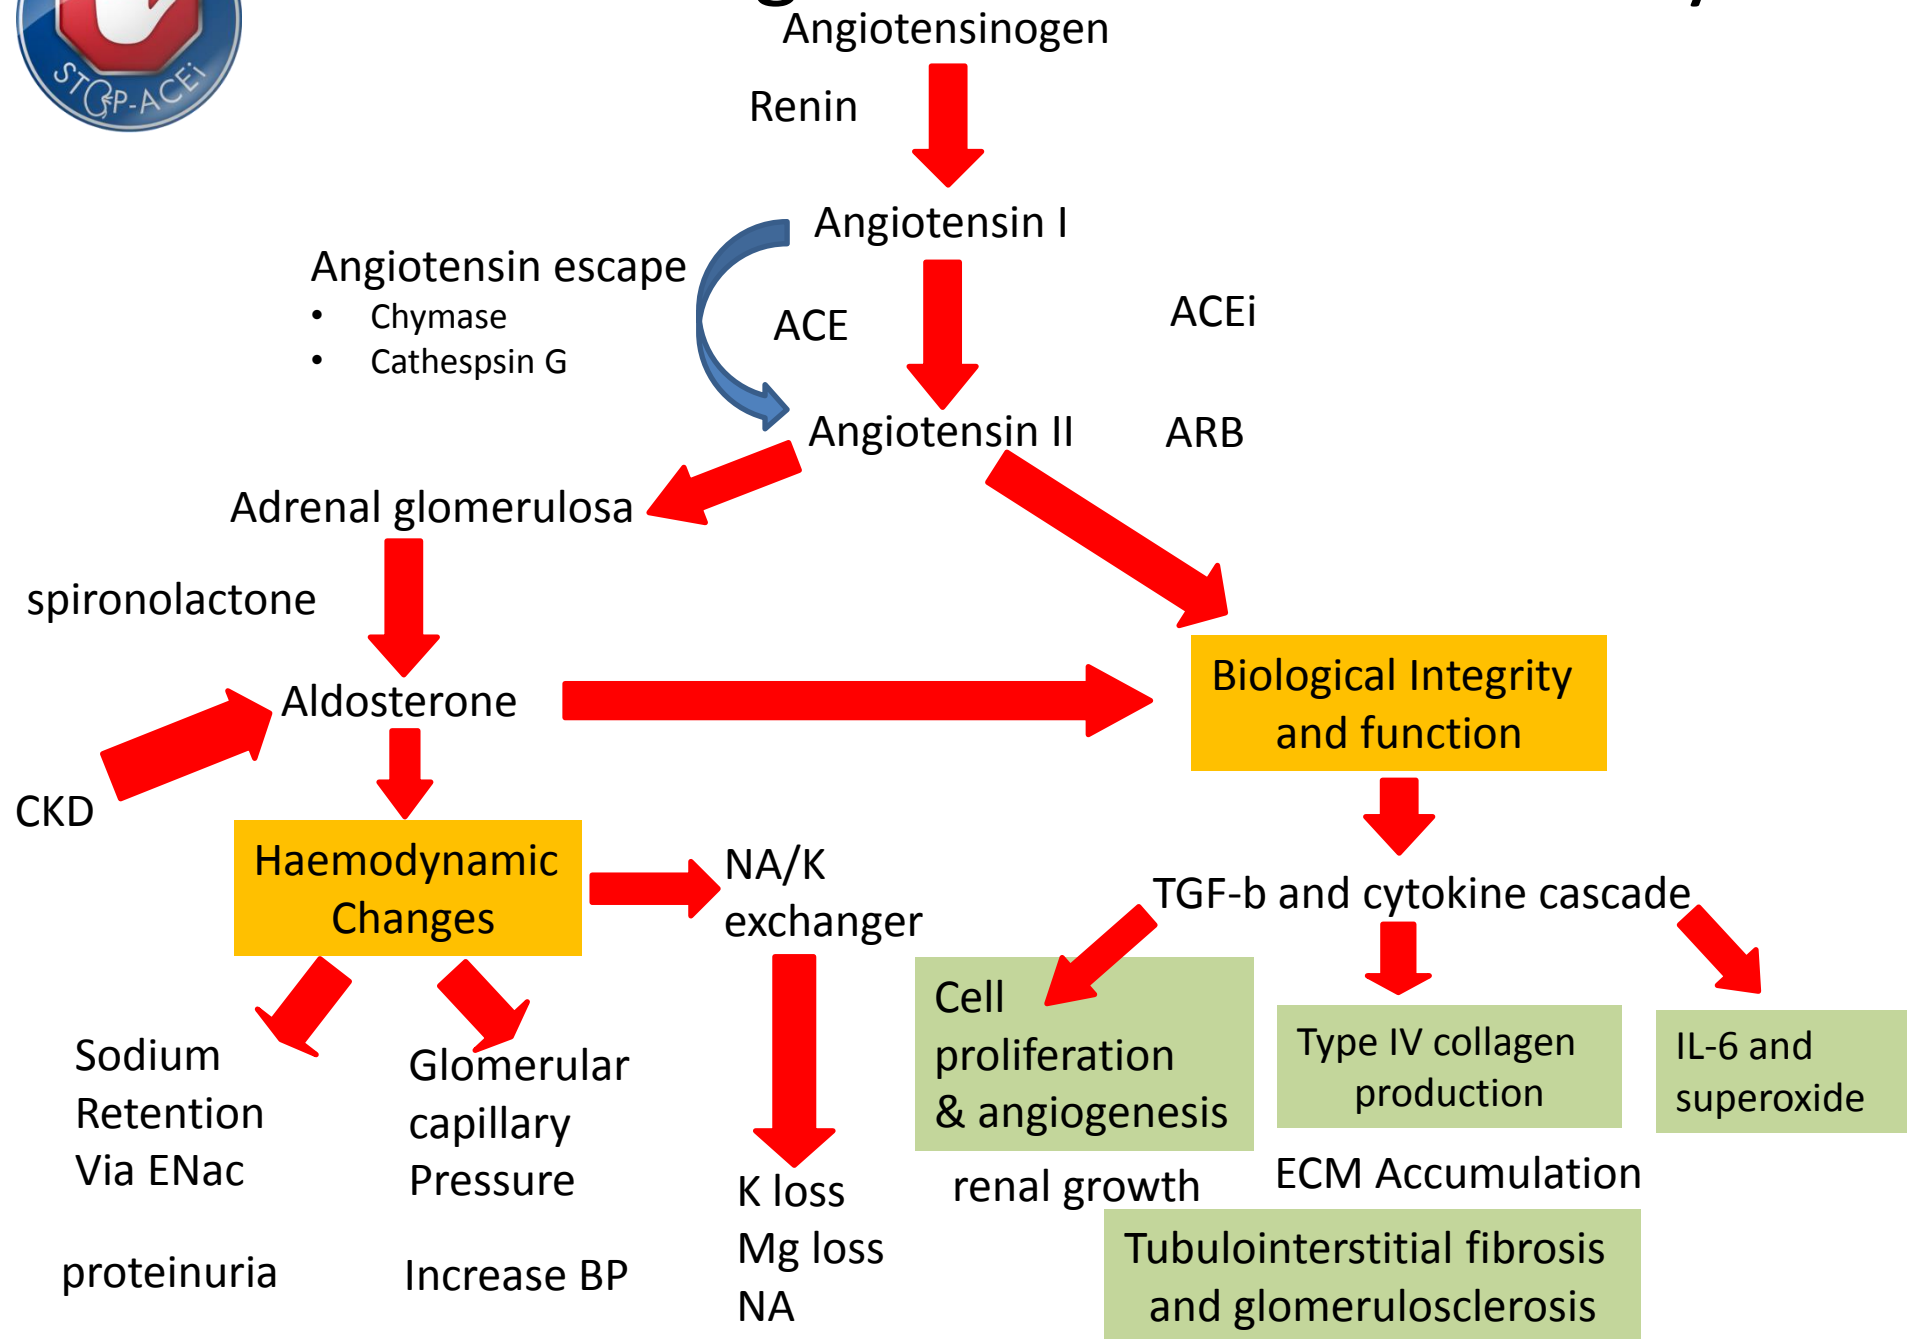 STOP-ACEi
Angiotensinogen
Renin
Angiotensin I
Angiotensin escape
• Chymase
• Cathespsin G
ACE
ACEi
Angiotensin II
ARB
Adrenal glomerulosa
spironolactone
Aldosterone
Biological Integrity
and function
CKD
Haemodynamic
Changes
NA/K
exchanger
TGF-b and cytokine cascade
Sodium
Retention
Via ENac
Glomerular
capillary
Pressure
Cell
proliferation
& angiogenesis
Type IV collagen
production
IL-6 and
superoxide
K loss
Mg loss
NA
renal growth
ECM Accumulation
proteinuria
Increase BP
Tubulointerstitial fibrosis
and glomerulosclerosis